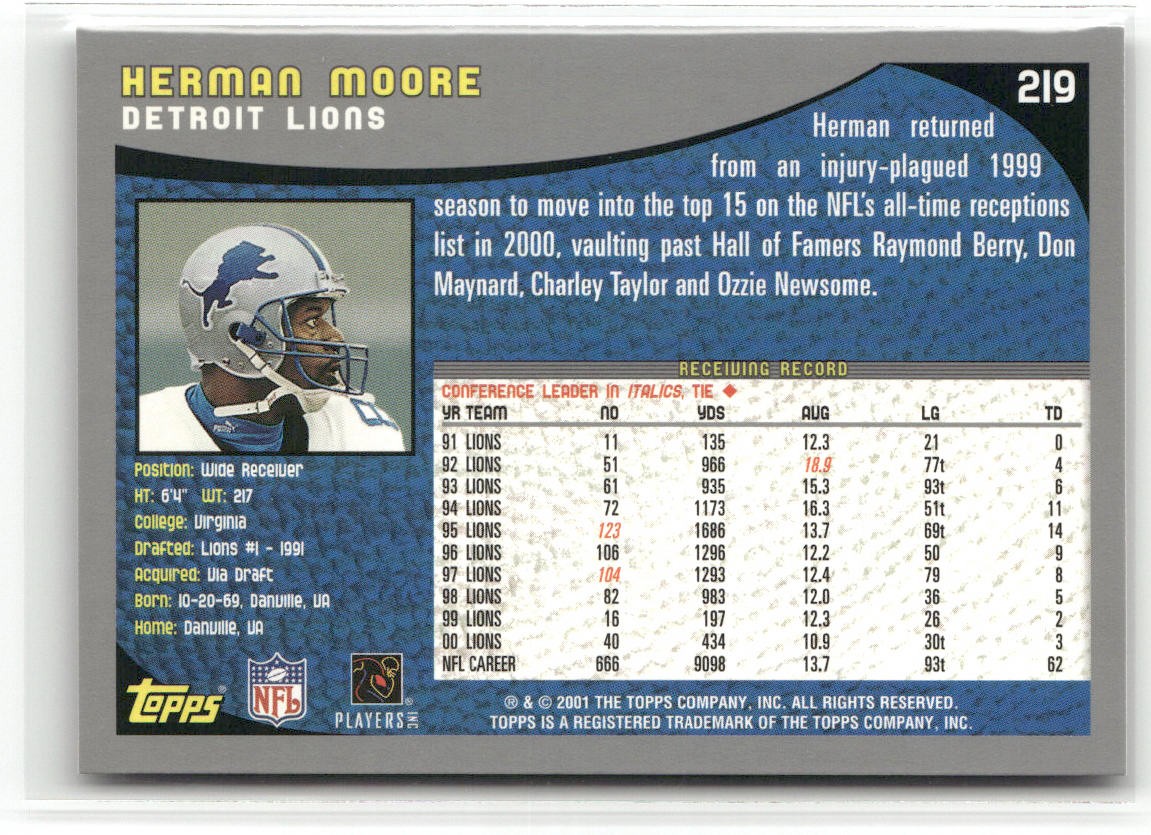 HERMAN MOORE
DETROIT LIONS
219
Herman returned
from an injury-plagued 1999
season to move into the top 15 on the NFL's all-time receptions
list in 2000, vaulting past Hall of Famers Raymond Berry, Don
Maynard, Charley Taylor and Ozzie Newsome.
Position: Wide Receiver
HT: 6'4" WT: 217
College: Virginia
Drafted: Lions #1 - 1991
Acquired: Via Draft
Born: 10-20-69, Danville, VA
Home: Danville, VA
RECEIVING RECORD
CONFERENCE LEADER IN ITALICS, TIE ◆
YR TEAM NO YDS AVG LG TD
91 LIONS 11 135 12.3 21 0
92 LIONS 51 966 18.9 77t 4
93 LIONS 61 935 15.3 93t 6
94 LIONS 72 1173 16.3 51t 11
95 LIONS 123 1686 13.7 69t 14
96 LIONS 106 1296 12.2 50 9
97 LIONS 104 1293 12.4 79 8
98 LIONS 82 983 12.0 36 5
99 LIONS 16 197 12.3 26 2
00 LIONS 40 434 10.9 30t 3
NFL CAREER 666 9098 13.7 93t 62
Topps®
NFL
PLAYERS INC®
® & © 2001 THE TOPPS COMPANY, INC. ALL RIGHTS RESERVED.
TOPPS IS A REGISTERED TRADEMARK OF THE TOPPS COMPANY, INC.